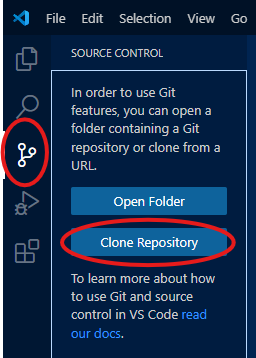 File Edit Selection View Go
SOURCE CONTROL
In order to use Git
features, you can open a
folder containing a Git
repository or clone from a
URL.
Open Folder
Clone Repository
To learn more about how
to use Git and source
control in VS Code read
our docs.